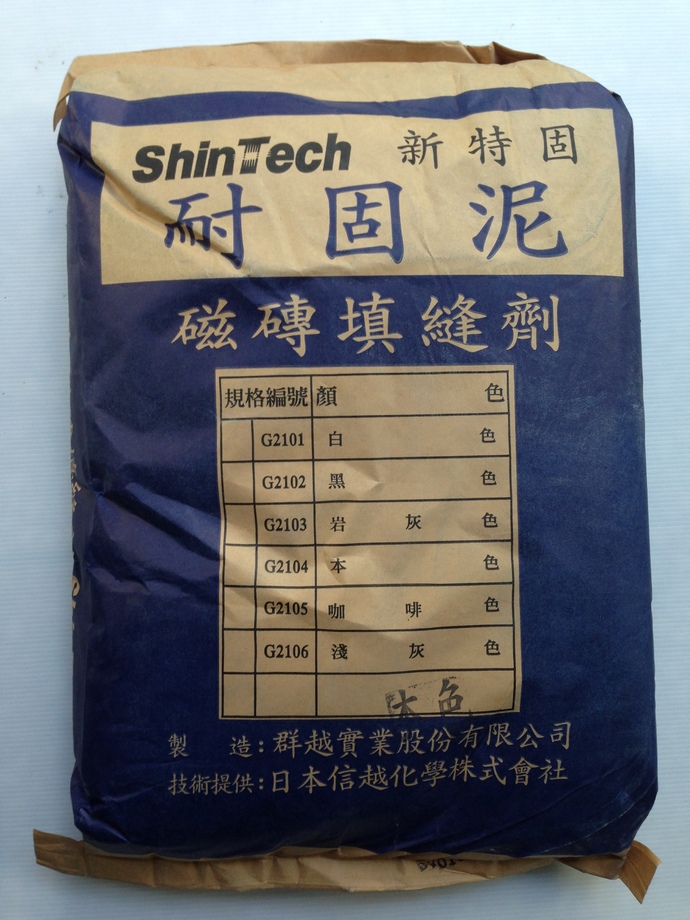 ShinTech 新特固
耐固泥
磁磚填縫劑
規格編號 顏色
G2101 白色
G2102 黑色
G2103 岩灰色
G2104 本色
G2105 咖啡色
G2106 淺灰色
本色
製造:群越實業股份有限公司
技術提供:日本信越化學株式會社